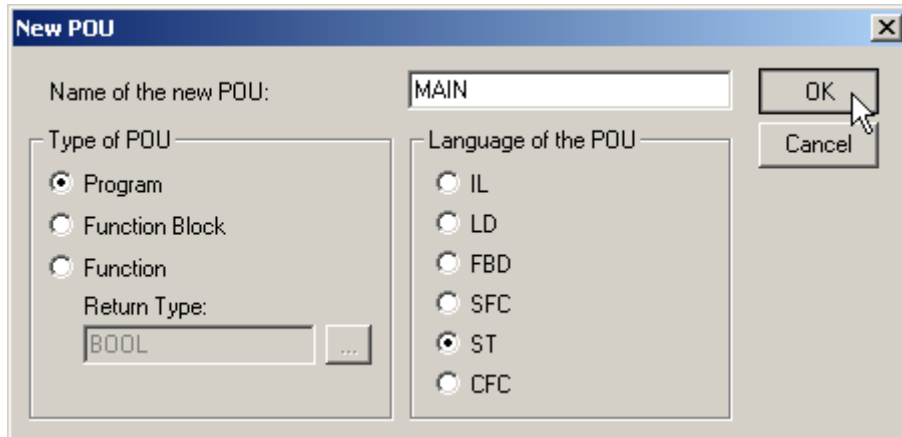 New POU
Name of the new POU:
MAIN
OK
Cancel
Type of POU
Program
Function Block
Function
Return Type:
BOOL
...
Language of the POU
IL
LD
FBD
SFC
ST
CFC